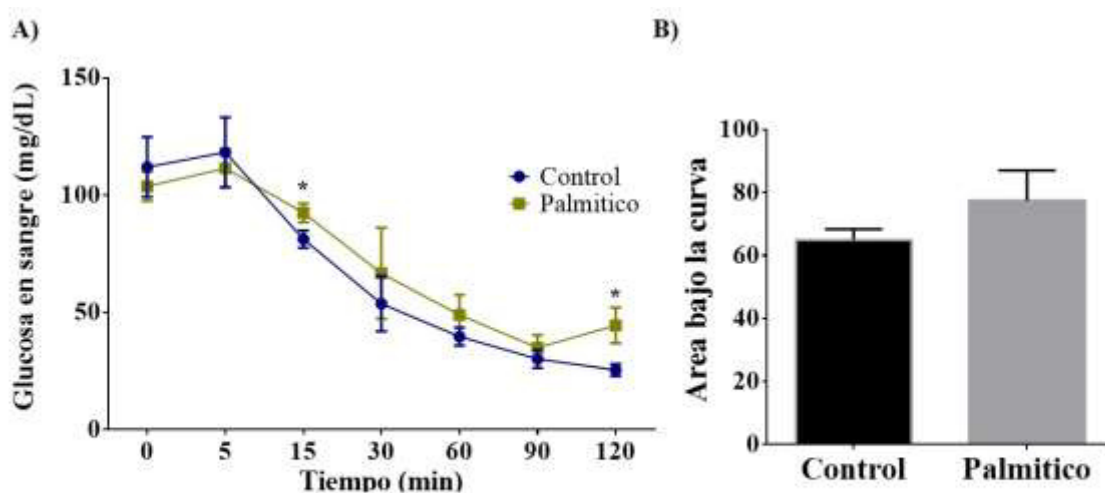 A)
Glucosa en sangre (mg/dL)
150
100
50
0
*
*
Control
Palmitico
0 5 15 30 60 90 120
Tiempo (min)
B)
Area bajo la curva
100
80
60
40
20
0
Control Palmitico